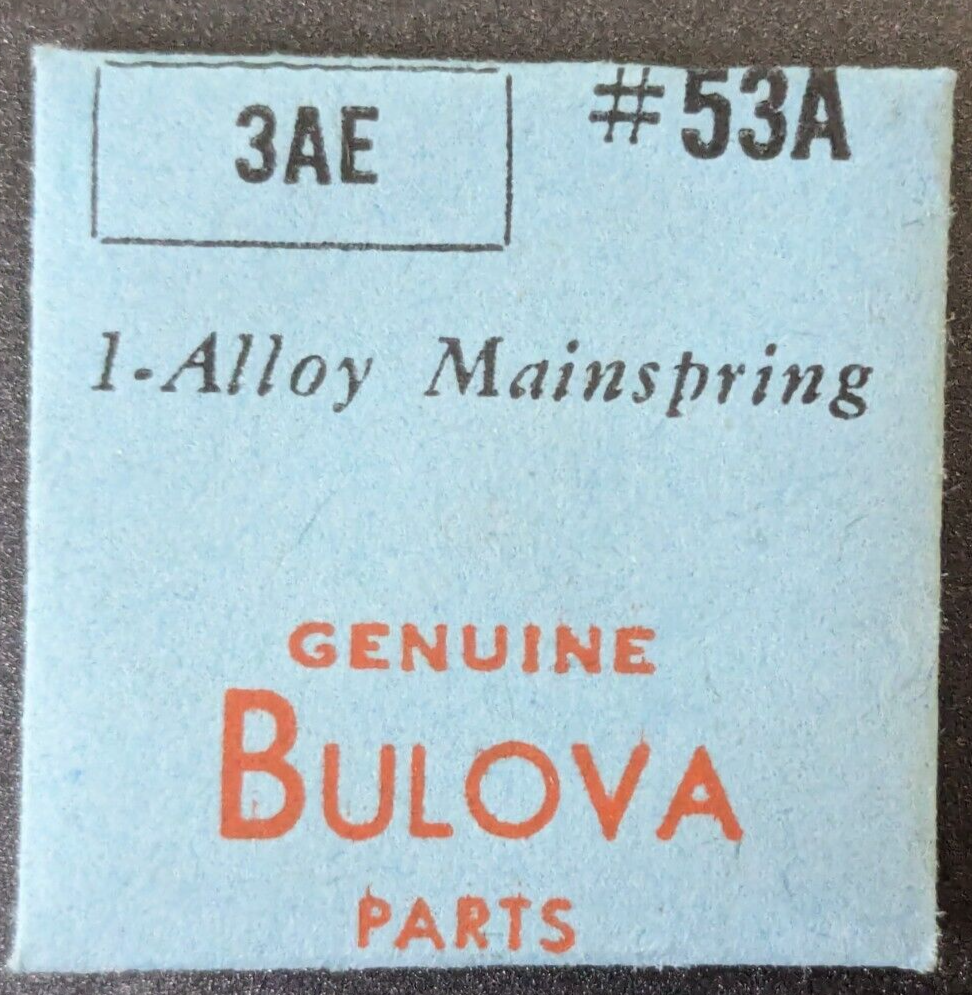 3AE #53A
1-Alloy Mainspring
GENUINE
BULOVA
PARTS